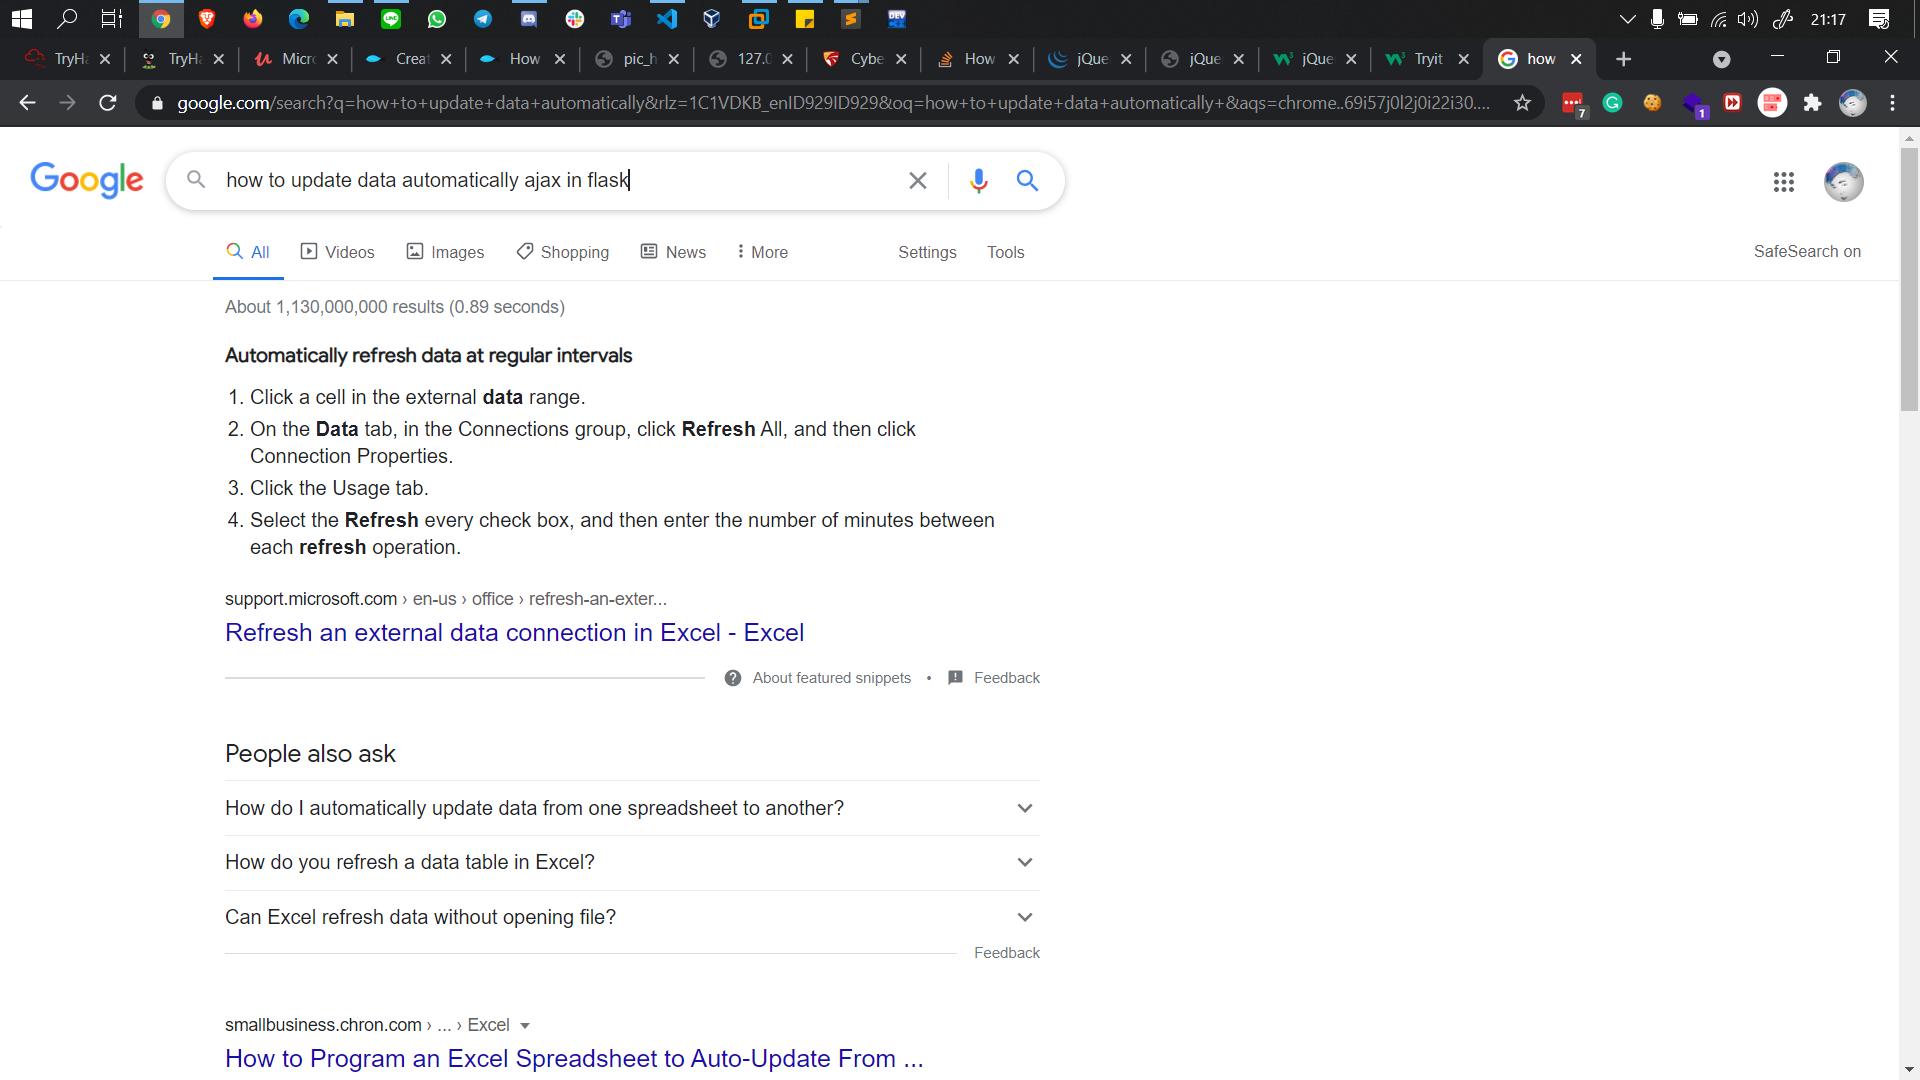 21:17
TryHa
TryHa
Micr
Creat
How
pic_h
127.0
Cybe
How
jQue
jQue
jQue
Tryit
how
google.com/search?q=how+to+update+data+automatically&rlz=1C1VDKB_enID929ID929&oq=how+to+update+data+automatically+&aqs=chrome..69i57j0l2j0i22i30....
7
1
Google
how to update data automatically ajax in flask
All
Videos
Images
Shopping
News
More
Settings
Tools
SafeSearch on
About 1,130,000,000 results (0.89 seconds)
Automatically refresh data at regular intervals
1. Click a cell in the external data range.
2. On the Data tab, in the Connections group, click Refresh All, and then click
Connection Properties.
3. Click the Usage tab.
4. Select the Refresh every check box, and then enter the number of minutes between
each refresh operation.
support.microsoft.com › en-us › office › refresh-an-exter...
Refresh an external data connection in Excel - Excel
About featured snippets • Feedback
People also ask
How do I automatically update data from one spreadsheet to another?
How do you refresh a data table in Excel?
Can Excel refresh data without opening file?
Feedback
smallbusiness.chron.com › ... › Excel
How to Program an Excel Spreadsheet to Auto-Update From ...